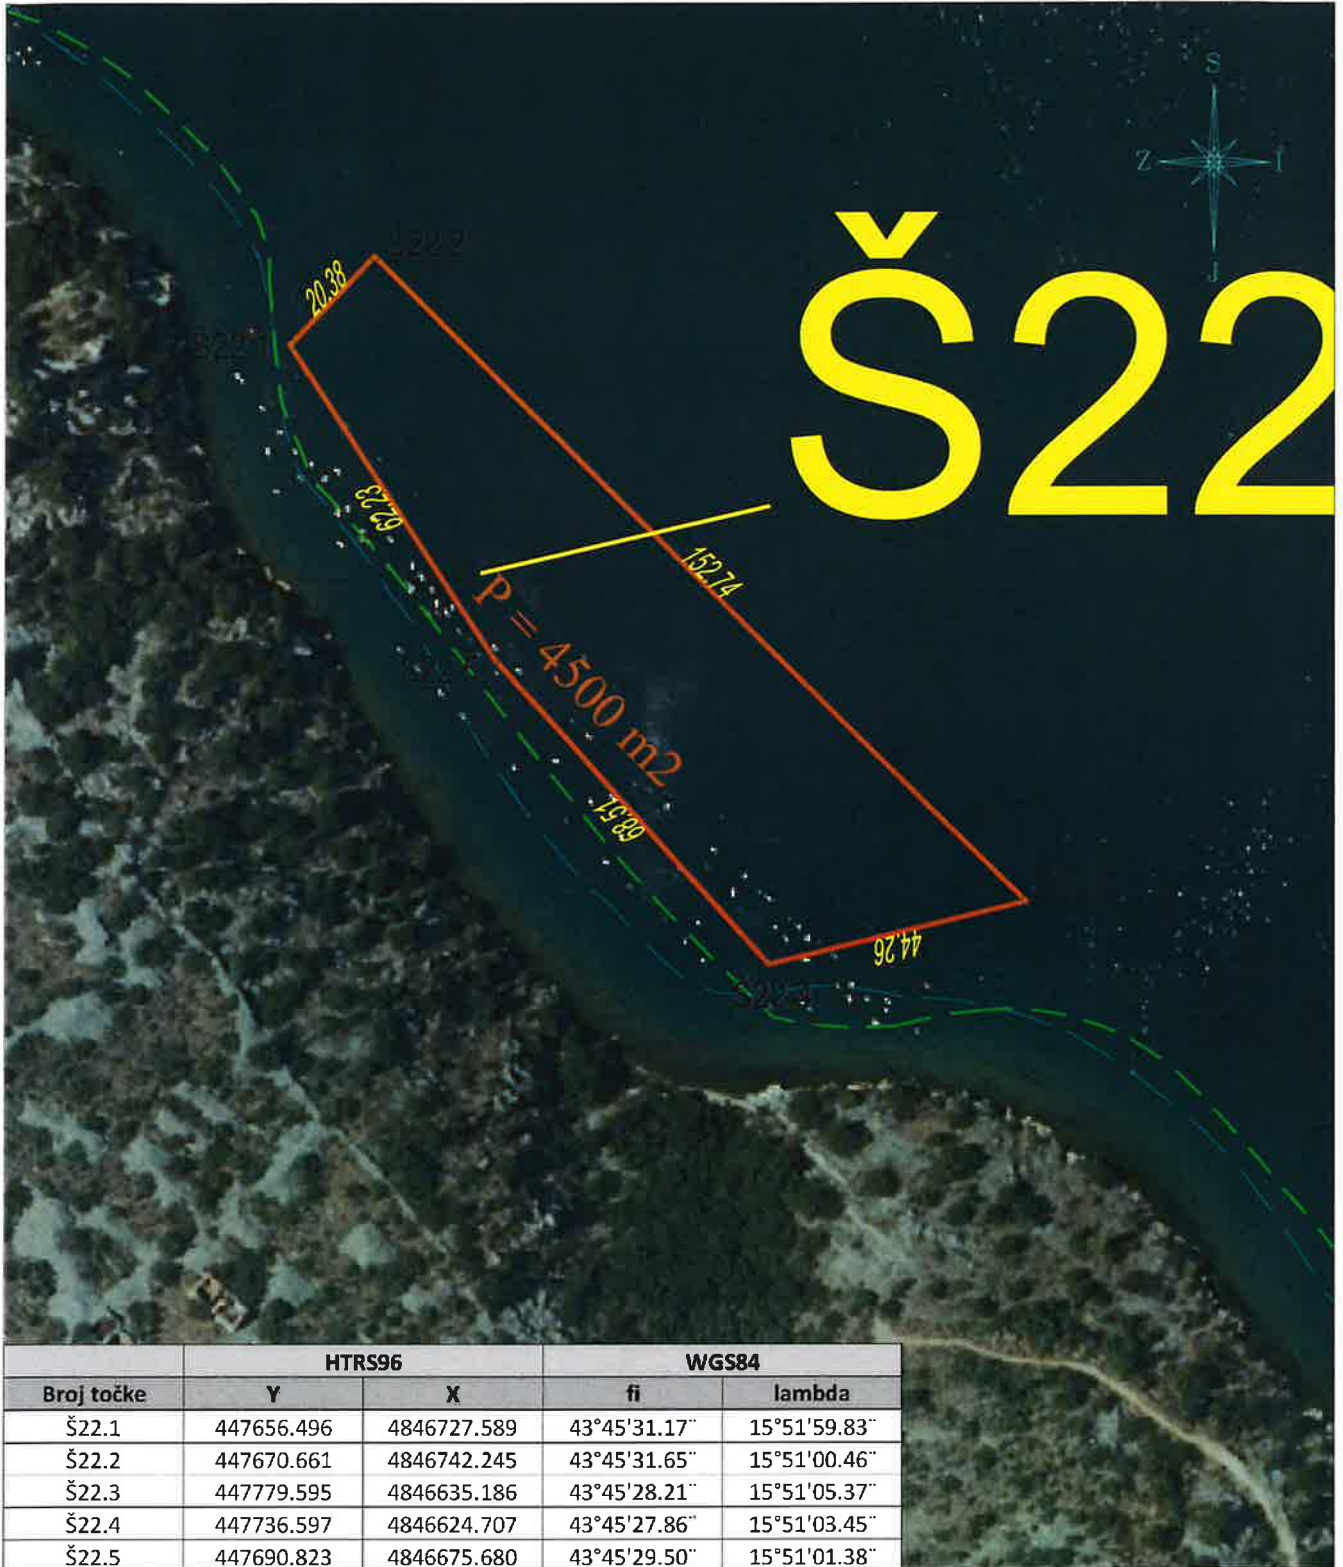 S
Z I
J
Š22
Š22.2
20.38
Š22.1
62.23
152.74
P = 4500 m2
68.51
44.26
Š22.4
HTRS96 WGS84
Broj točke Y X fi lambda
Š22.1 447656.496 4846727.589 43°45'31.17¨ 15°51'59.83¨
Š22.2 447670.661 4846742.245 43°45'31.65¨ 15°51'00.46¨
Š22.3 447779.595 4846635.186 43°45'28.21¨ 15°51'05.37¨
Š22.4 447736.597 4846624.707 43°45'27.86¨ 15°51'03.45¨
Š22.5 447690.823 4846675.680 43°45'29.50¨ 15°51'01.38¨